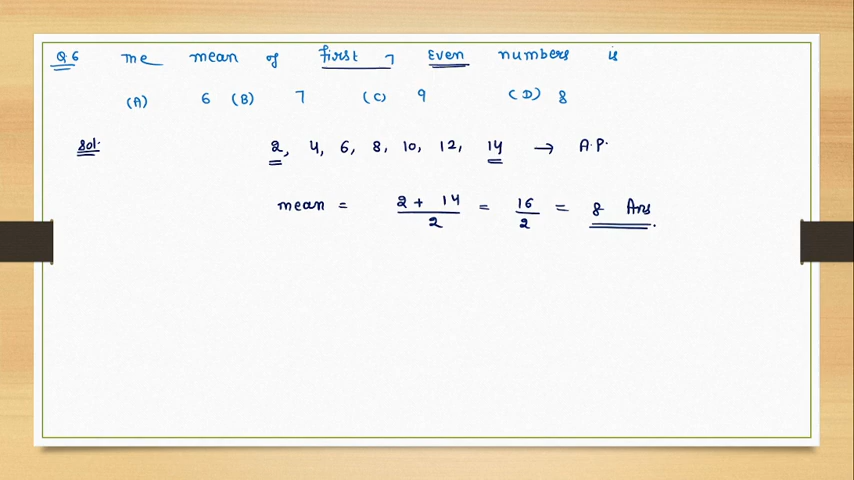 Q.6 The mean of first 7 Even numbers is
(A) 6 (B) 7 (C) 9 (D) 8
Sol. 2, 4, 6, 8, 10, 12, 14 → A.P.
mean = 2 + 14 / 2 = 16 / 2 = 8 Ans.